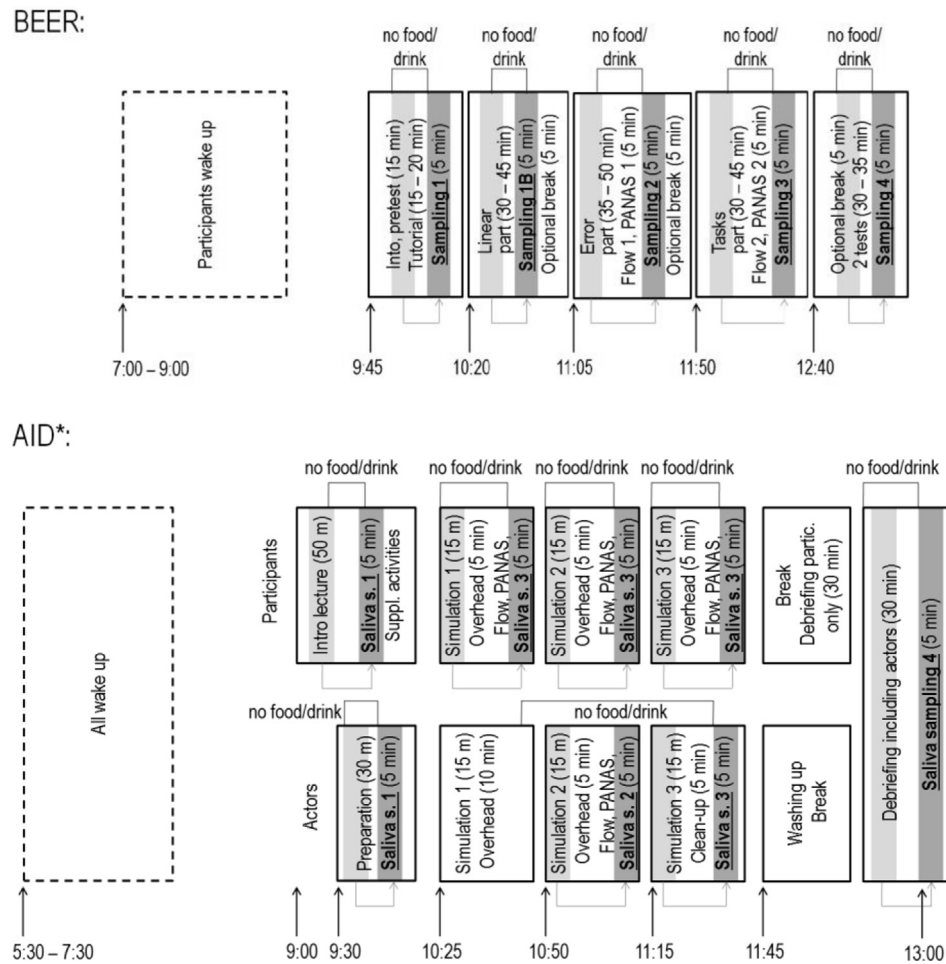 BEER:
no food/
drink
no food/
drink
no food/
drink
no food/
drink
no food/
drink
Participants wake up
Into, pretest (15 min)
Tutorial (15 – 20 min)
Sampling 1 (5 min)
Linear
part (30 – 45 min)
Sampling 1B (5 min)
Optional break (5 min)
Error
part (35 – 50 min)
Flow 1, PANAS 1 (5 min)
Sampling 2 (5 min)
Optional break (5 min)
Tasks
part (30 – 45 min)
Flow 2, PANAS 2 (5 min)
Sampling 3 (5 min)
Optional break (5 min)
2 tests (30 – 35 min)
Sampling 4 (5 min)
7:00 – 9:00
9:45
10:20
11:05
11:50
12:40
AID*:
no food/drink
no food/drink
no food/drink
no food/drink
no food/drink
All wake up
Participants
Intro lecture (50 m)
Saliva s. 1 (5 min)
Suppl. activities
Simulation 1 (15 m)
Overhead (5 min)
Flow, PANAS,
Saliva s. 3 (5 min)
Simulation 2 (15 m)
Overhead (5 min)
Flow, PANAS,
Saliva s. 3 (5 min)
Simulation 3 (15 m)
Overhead (5 min)
Flow, PANAS,
Saliva s. 3 (5 min)
Break
Debriefing partic.
only (30 min)
Debriefing including actors (30 min)
Saliva sampling 4 (5 min)
no food/drink
no food/drink
Actors
Preparation (30 m)
Saliva s. 1 (5 min)
Simulation 1 (15 m)
Overhead (10 min)
Simulation 2 (15 m)
Overhead (5 min)
Flow, PANAS,
Saliva s. 2 (5 min)
Simulation 3 (15 m)
Clean-up (5 min)
Saliva s. 3 (5 min)
Washing up
Break
5:30 – 7:30
9:00
9:30
10:25
10:50
11:15
11:45
13:00